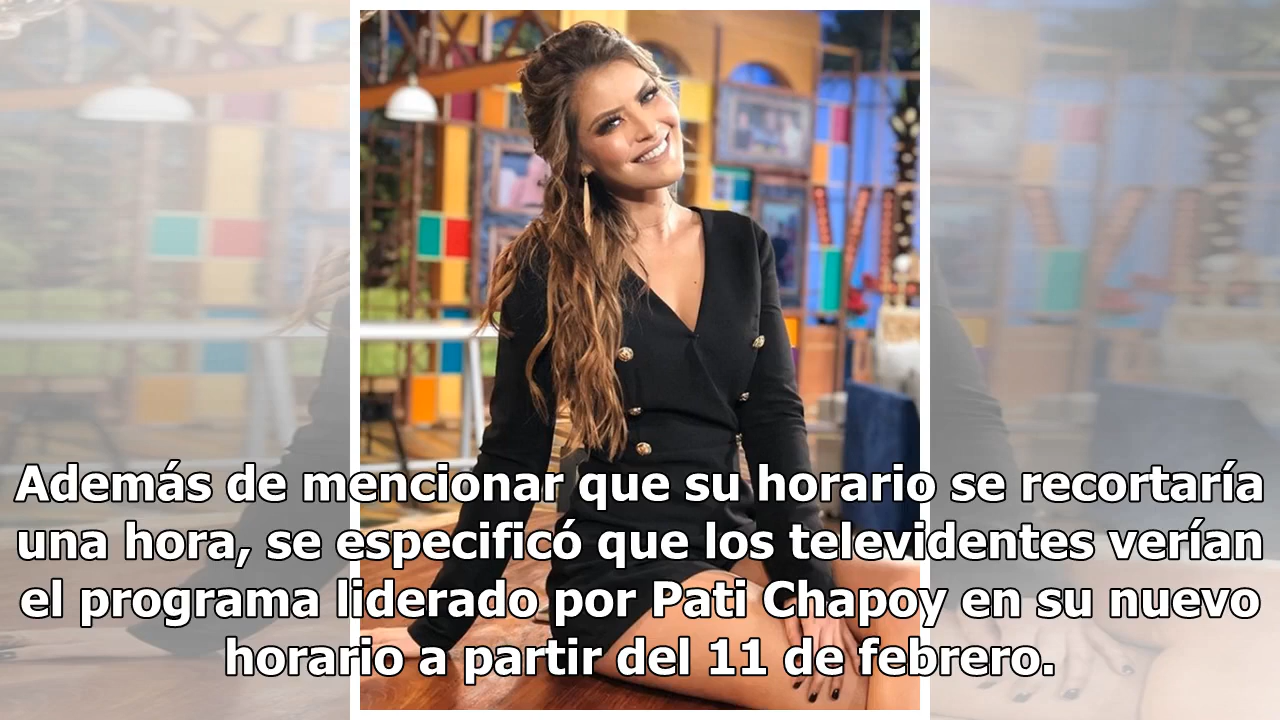 Además de mencionar que su horario se recortaría
una hora, se especificó que los televidentes verían
el programa liderado por Pati Chapoy en su nuevo
horario a partir del 11 de febrero.